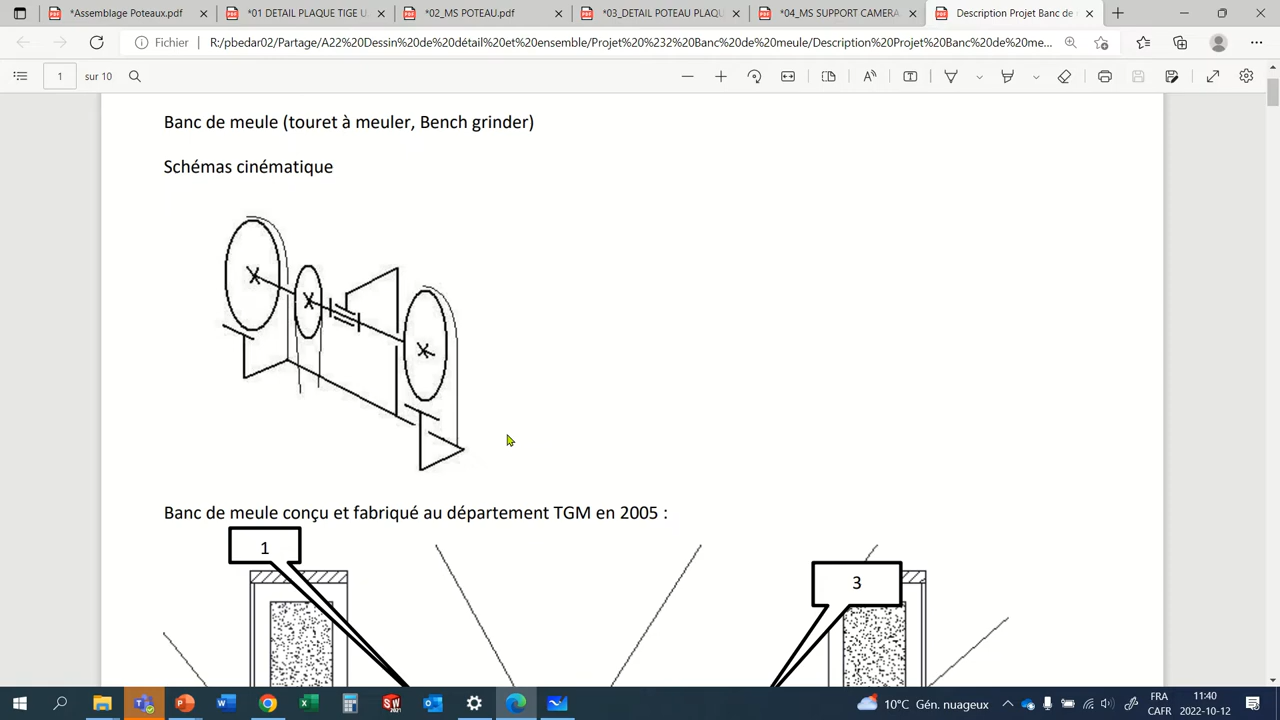 *Assemblage Poteaux.pdf
*01 DETAIL PLAQUE TIGE U
*02_MS POTEAU.pdf
*03_DETAIL POTEAU PLAQU
*04_MS SUPPORT CAMERA
Description Projet Banc de
Fichier
R:/pbedar02/Partage/A22%20Dessin%20de%20détail%20et%20ensemble/Projet%20%232%20Banc%20de%20meule/Description%20Projet%20Banc%20de%20me...
1 sur 10
Banc de meule (touret à meuler, Bench grinder)
Schémas cinématique
Banc de meule conçu et fabriqué au département TGM en 2005 :
1
3
10°C Gén. nuageux
FRA
CAFR
11:40
2022-10-12